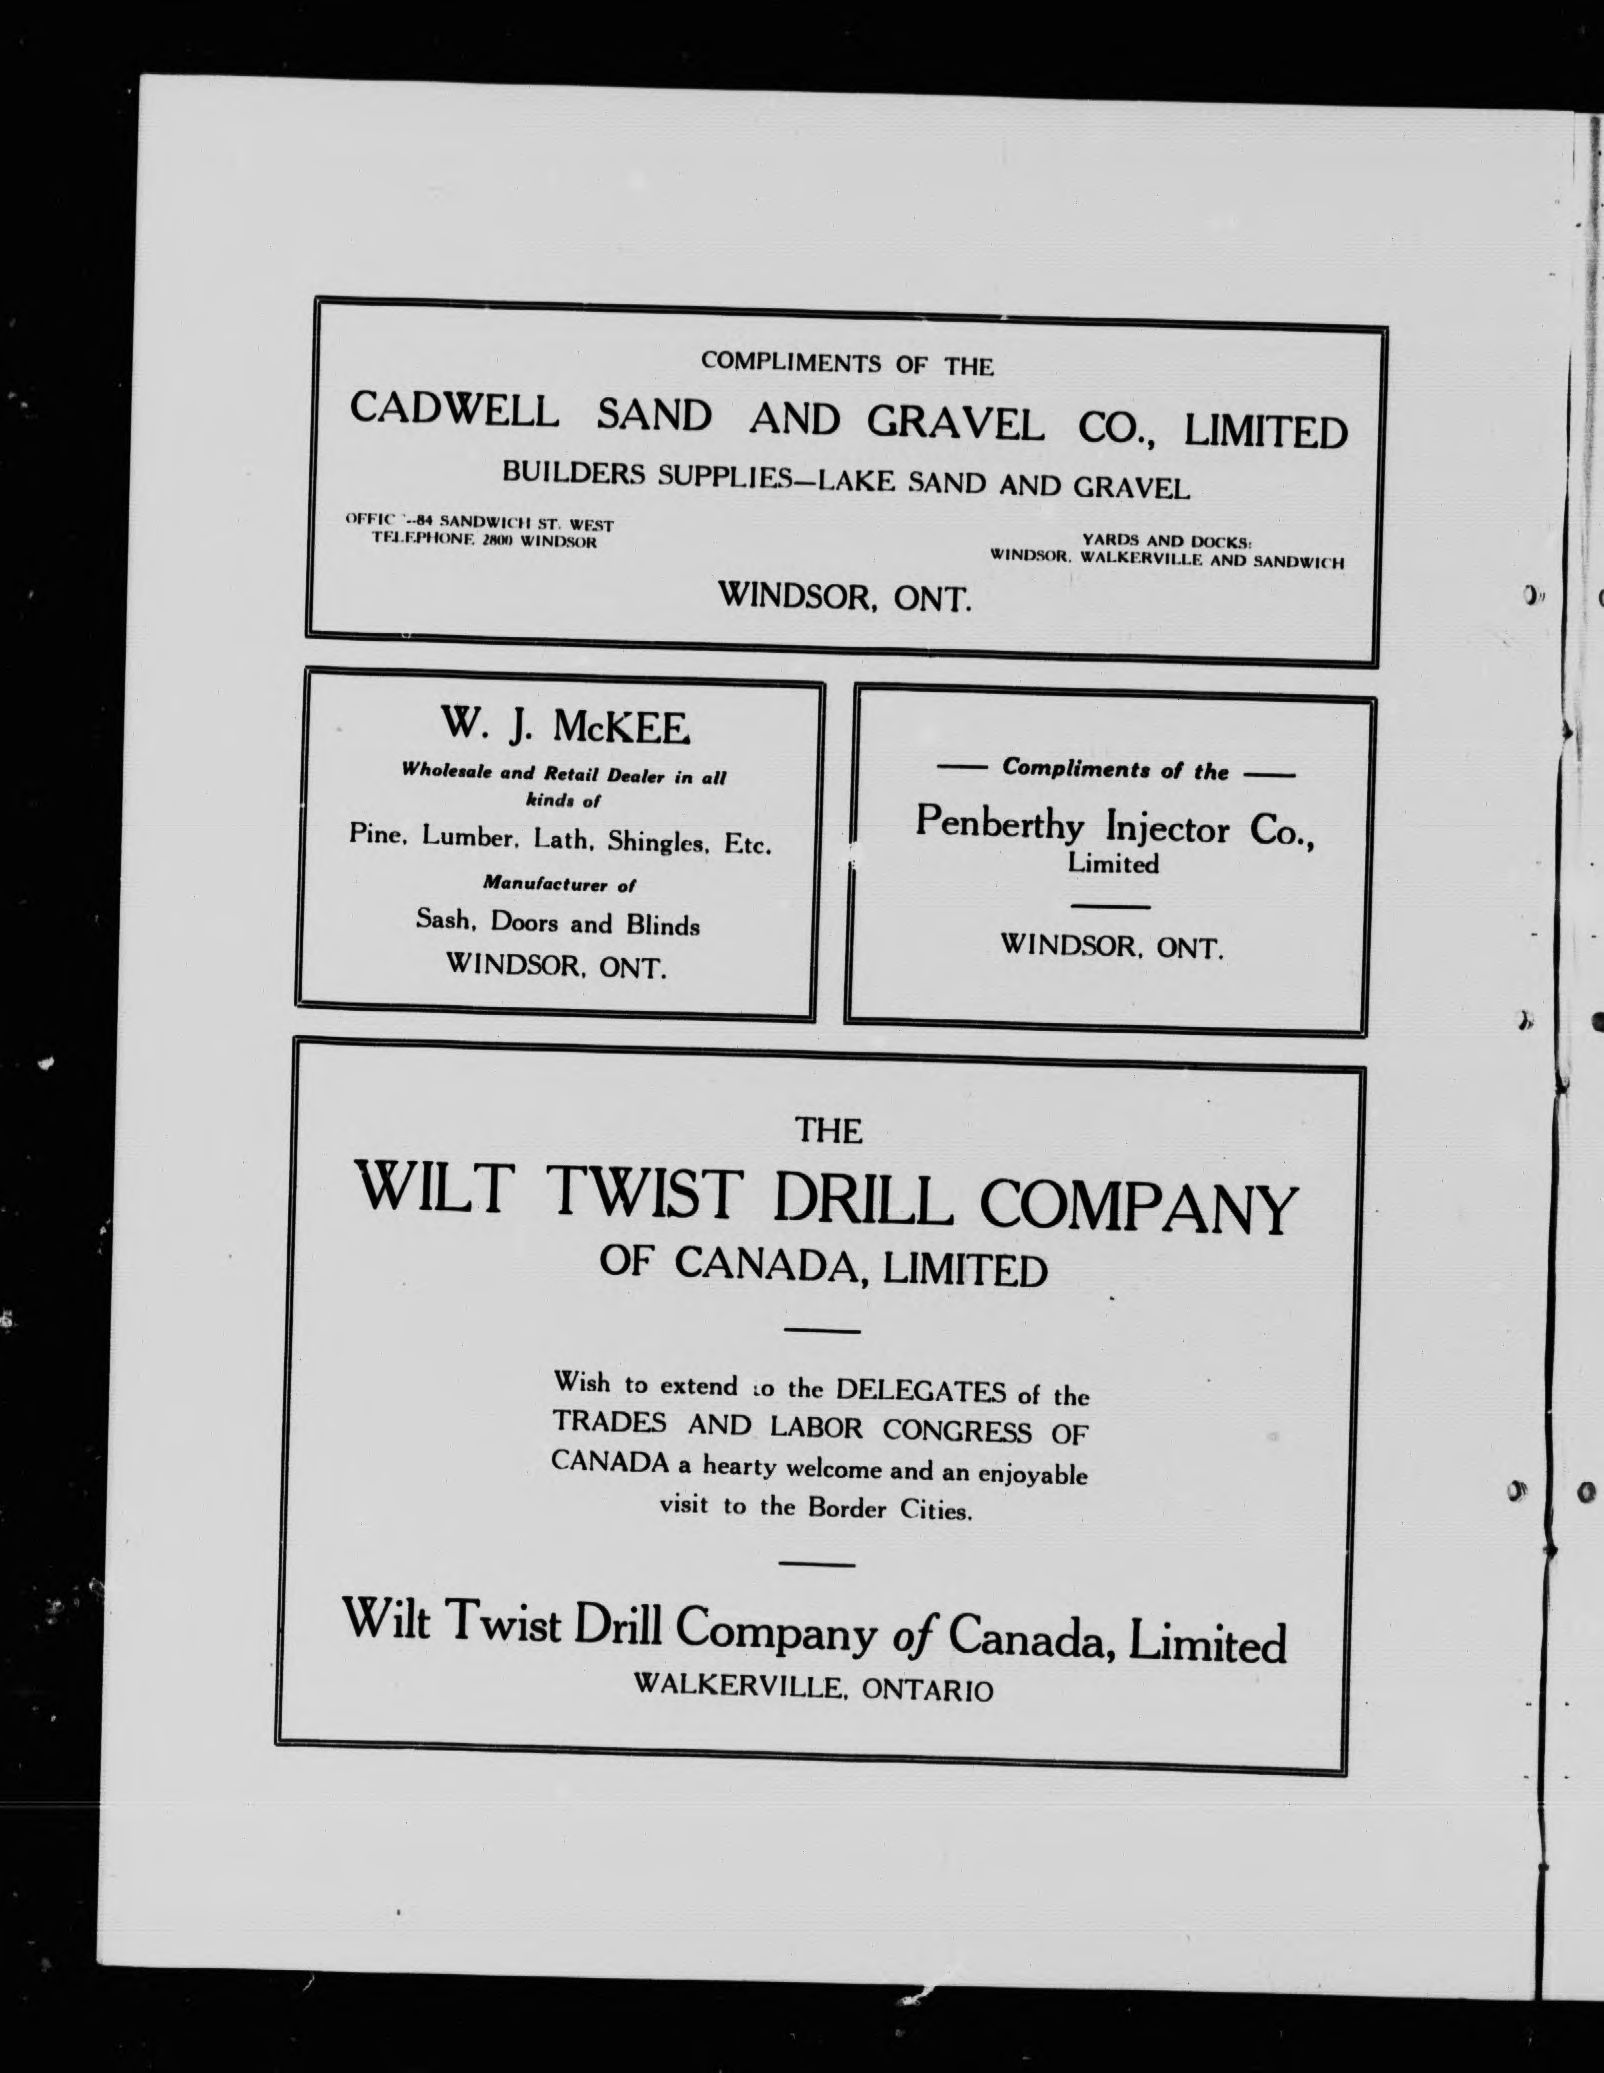 COMPLIMENTS OF THE
CADWELL SAND AND GRAVEL CO., LIMITED
BUILDERS SUPPLIES—LAKE SAND AND GRAVEL
OFFIC --84 SANDWICH ST. WEST
TELEPHONE 2800 WINDSOR
YARDS AND DOCKS:
WINDSOR, WALKERVILLE AND SANDWICH
WINDSOR, ONT.
W. J. McKEE
Wholesale and Retail Dealer in all
kinds of
Pine, Lumber, Lath, Shingles, Etc.
Manufacturer of
Sash, Doors and Blinds
WINDSOR, ONT.
Compliments of the
Penberthy Injector Co.,
Limited
WINDSOR, ONT.
THE
WILT TWIST DRILL COMPANY
OF CANADA, LIMITED
Wish to extend to the DELEGATES of the
TRADES AND LABOR CONGRESS OF
CANADA a hearty welcome and an enjoyable
visit to the Border Cities.
Wilt Twist Drill Company of Canada, Limited
WALKERVILLE, ONTARIO